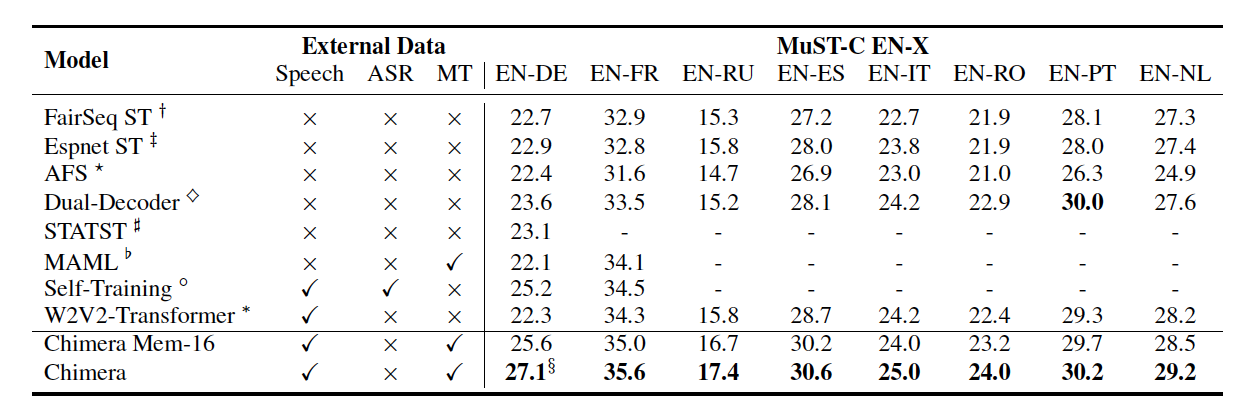 External Data MuST-C EN-X
Model
Speech ASR MT EN-DE EN-FR EN-RU EN-ES EN-IT EN-RO EN-PT EN-NL
FairSeq ST † × × × 22.7 32.9 15.3 27.2 22.7 21.9 28.1 27.3
Espnet ST ‡ × × × 22.9 32.8 15.8 28.0 23.8 21.9 28.0 27.4
AFS ⋆ × × × 22.4 31.6 14.7 26.9 23.0 21.0 26.3 24.9
Dual-Decoder ◇ × × × 23.6 33.5 15.2 28.1 24.2 22.9 30.0 27.6
STATST ♯ × × × 23.1 - - - - - - -
MAML ♭ × × ✓ 22.1 34.1 - - - - - -
Self-Training ○ ✓ ✓ × 25.2 34.5 - - - - - -
W2V2-Transformer * ✓ × × 22.3 34.3 15.8 28.7 24.2 22.4 29.3 28.2
Chimera Mem-16 ✓ × ✓ 25.6 35.0 16.7 30.2 24.0 23.2 29.7 28.5
Chimera ✓ × ✓ 27.1§ 35.6 17.4 30.6 25.0 24.0 30.2 29.2